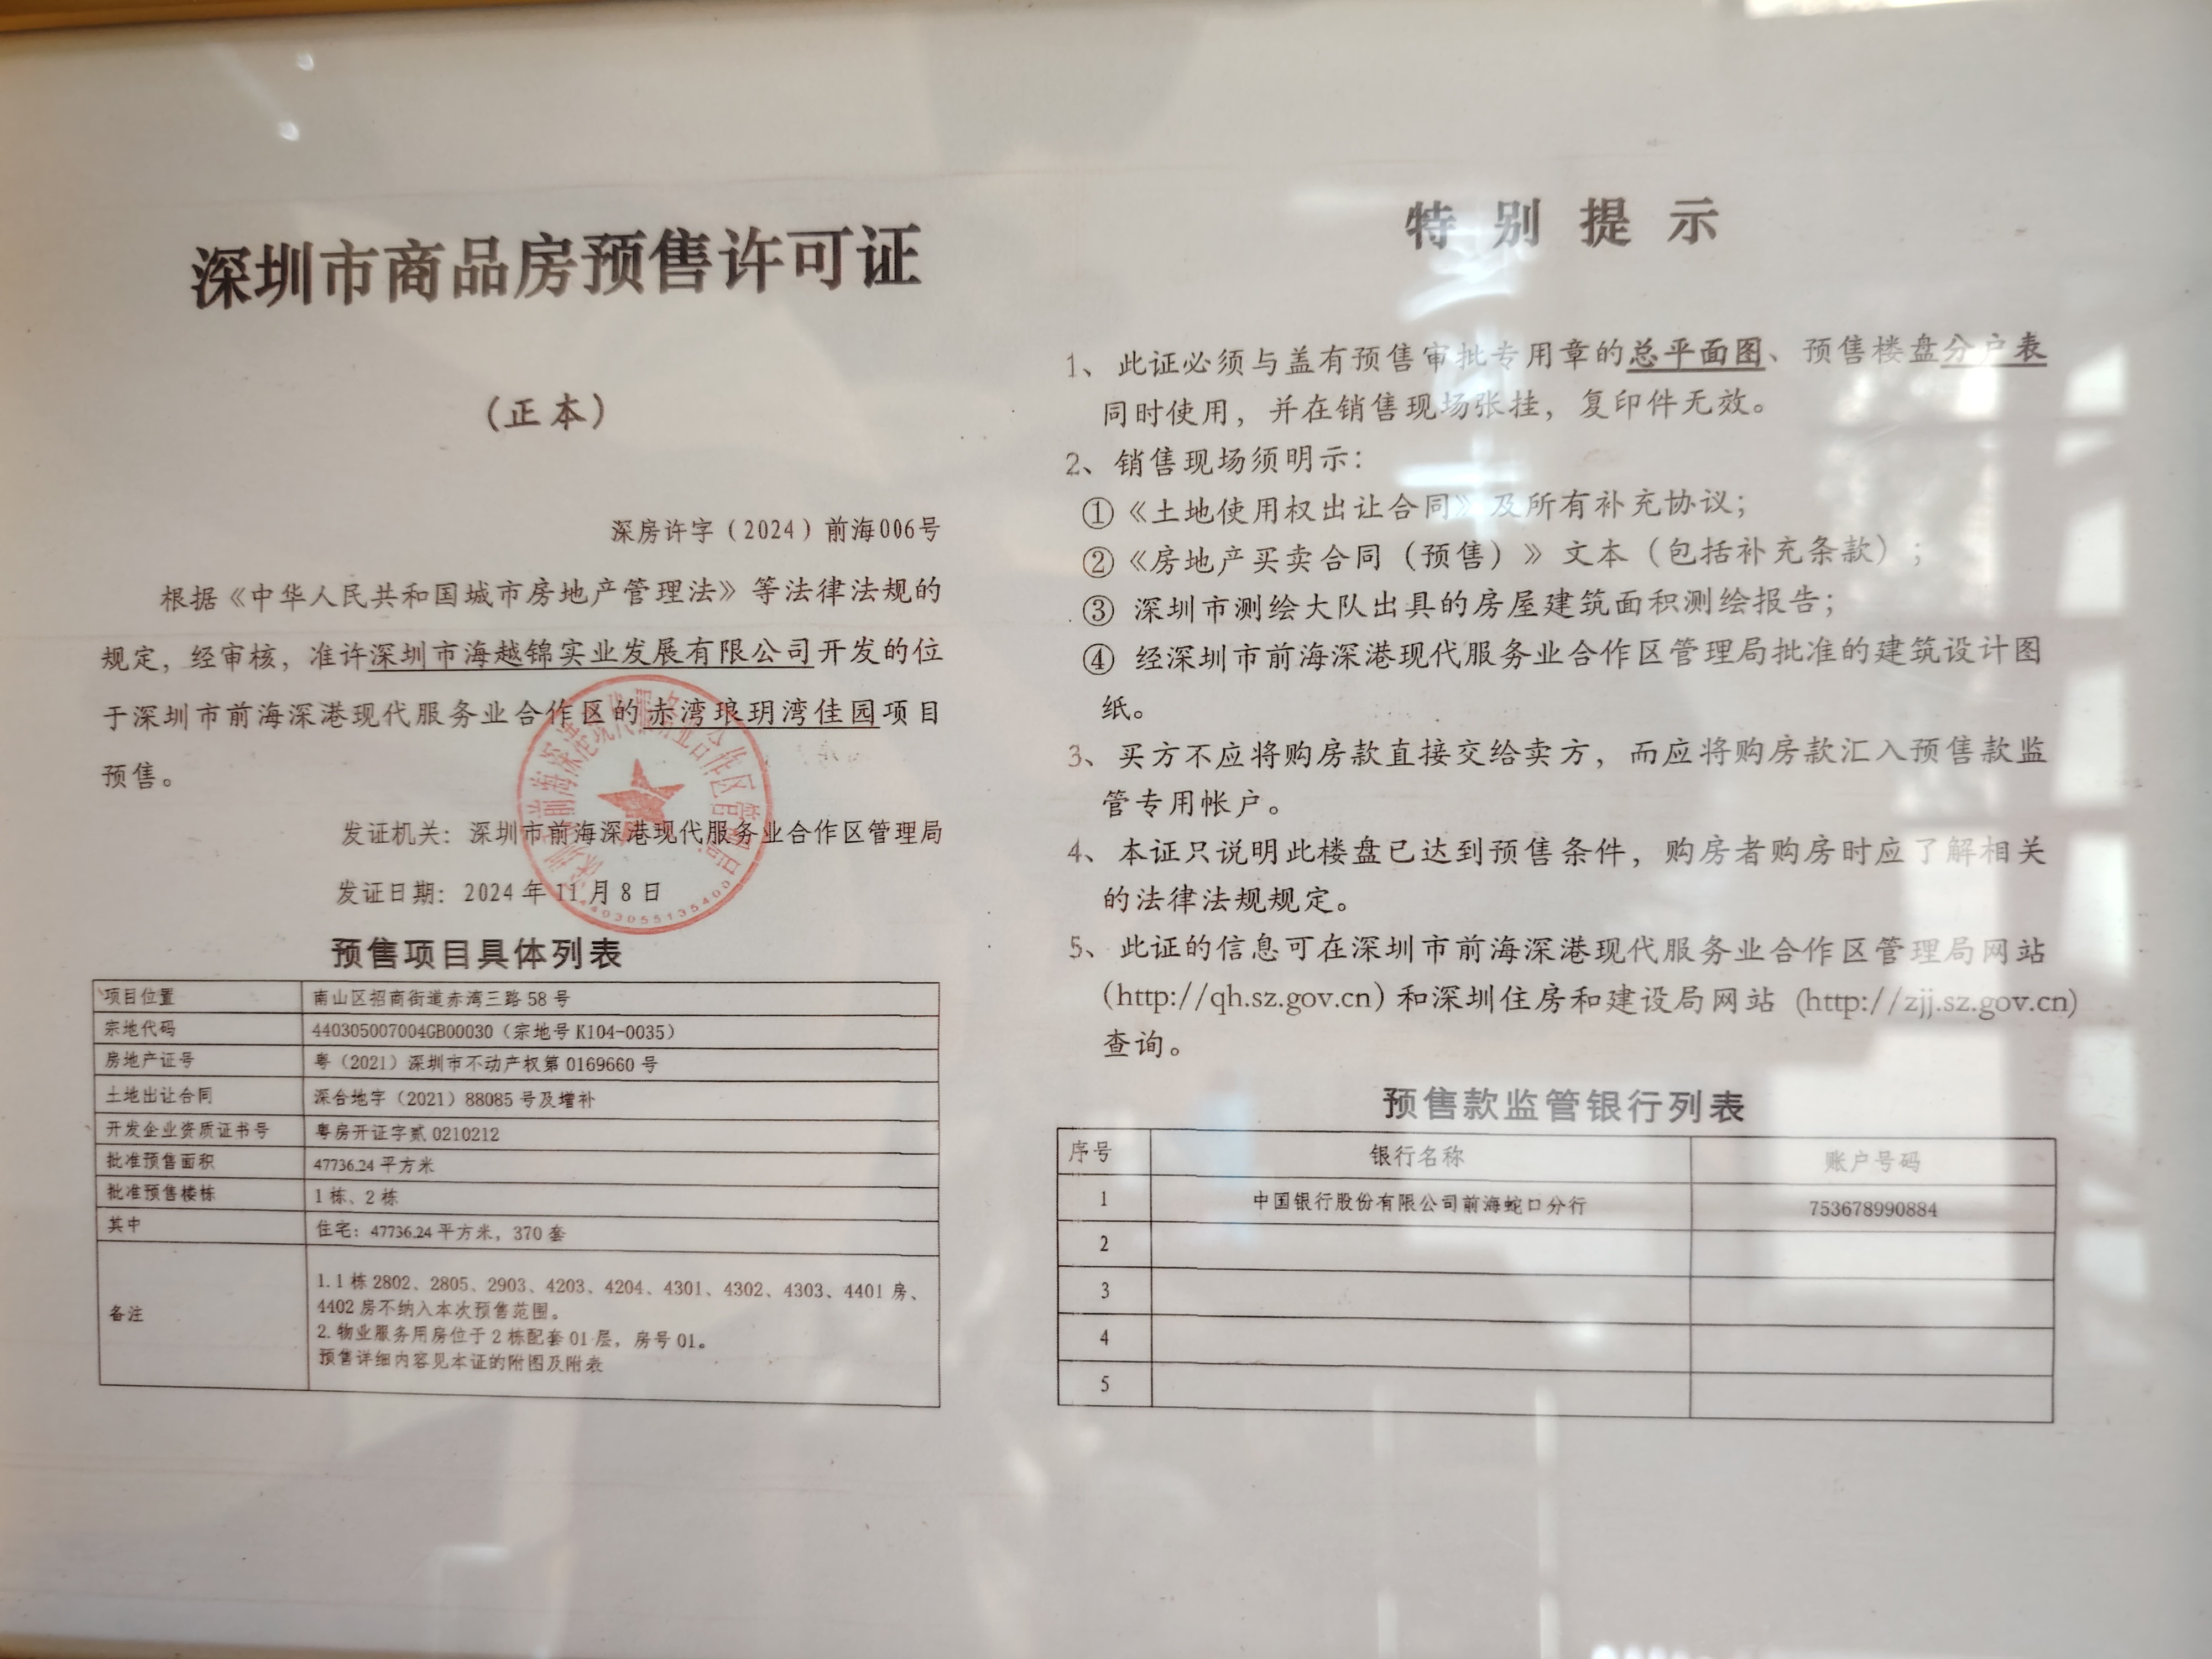 深圳市商品房预售许可证
（正本）
深房许字（2024）前海006号
根据《中华人民共和国城市房地产管理法》等法律法规的
规定，经审核，准许深圳市海越锦实业发展有限公司开发的位
于深圳市前海深港现代服务业合作区的赤湾琅玥湾佳园项目
预售。
发证机关：深圳市前海深港现代服务业合作区管理局
发证日期：2024年11月8日
深圳市前海深港现代服务业合作区管理局
4403055135400
预售项目具体列表
项目位置 南山区招商街道赤湾三路58号
宗地代码 440305007004GB00030（宗地号K104-0035）
房地产证号 粤（2021）深圳市不动产权第0169660号
土地出让合同 深合地字（2021）88085号及增补
开发企业资质证书号 粤房开证字贰0210212
批准预售面积 47736.24平方米
批准预售楼栋 1栋、2栋
其中 住宅：47736.24平方米，370套
备注
1.1栋2802、2805、2903、4203、4204、4301、4302、4303、4401房、
4402房不纳入本次预售范围。
2.物业服务用房位于2栋配套01层，房号01。
预售详细内容见本证的附图及附表
特别提示
1、此证必须与盖有预售审批专用章的总平面图、预售楼盘分户表
同时使用，并在销售现场张挂，复印件无效。
2、销售现场须明示：
①《土地使用权出让合同》及所有补充协议；
②《房地产买卖合同（预售）》文本（包括补充条款）；
③ 深圳市测绘大队出具的房屋建筑面积测绘报告；
④ 经深圳市前海深港现代服务业合作区管理局批准的建筑设计图
纸。
3、买方不应将购房款直接交给卖方，而应将购房款汇入预售款监
管专用帐户。
4、本证只说明此楼盘已达到预售条件，购房者购房时应了解相关
的法律法规规定。
5、此证的信息可在深圳市前海深港现代服务业合作区管理局网站
(http://qh.sz.gov.cn)和深圳住房和建设局网站 (http://zjj.sz.gov.cn)
查询。
预售款监管银行列表
序号 银行名称 账户号码
1 中国银行股份有限公司前海蛇口分行 753678990884
2
3
4
5